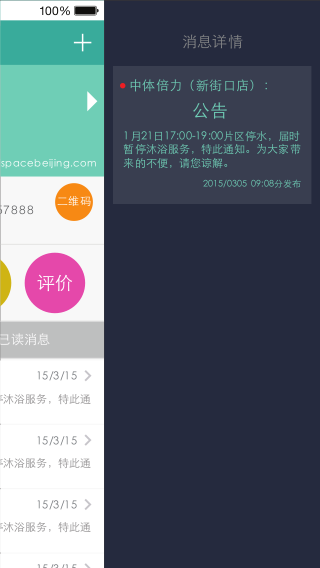 100%
消息详情
中体倍力（新街口店）：
公告
1月21日17:00-19:00片区停水，届时
暂停沐浴服务，特此通知。为大家带
来的不便，请您谅解。
2015/0305 09:08分发布
spacebeijing.com
57888
二维码
评价
已读消息
15/3/15
停沐浴服务，特此通
15/3/15
停沐浴服务，特此通
15/3/15
停沐浴服务，特此通
15/3/15